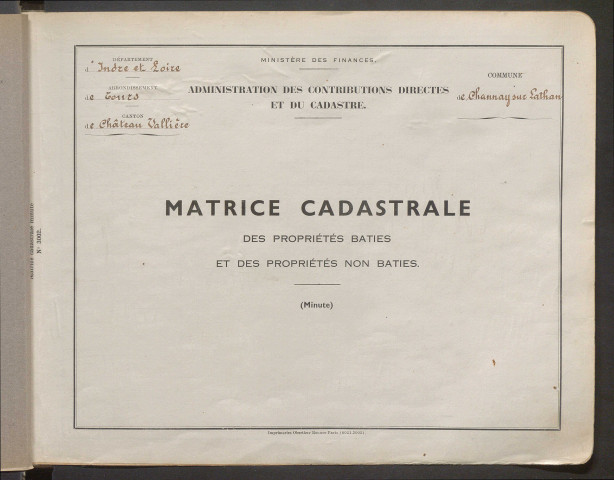 DÉPARTEMENT
d'Indre et Loire
ARRONDISSEMENT
de Tours
CANTON
de Château Vallière
MINISTÈRE DES FINANCES.
ADMINISTRATION DES CONTRIBUTIONS DIRECTES
ET DU CADASTRE.
COMMUNE
de Channay sur Lathan
MATRICE CADASTRALE
DES PROPRIÉTÉS BATIES
ET DES PROPRIÉTÉS NON BATIES.
(Minute)
N° 3002.